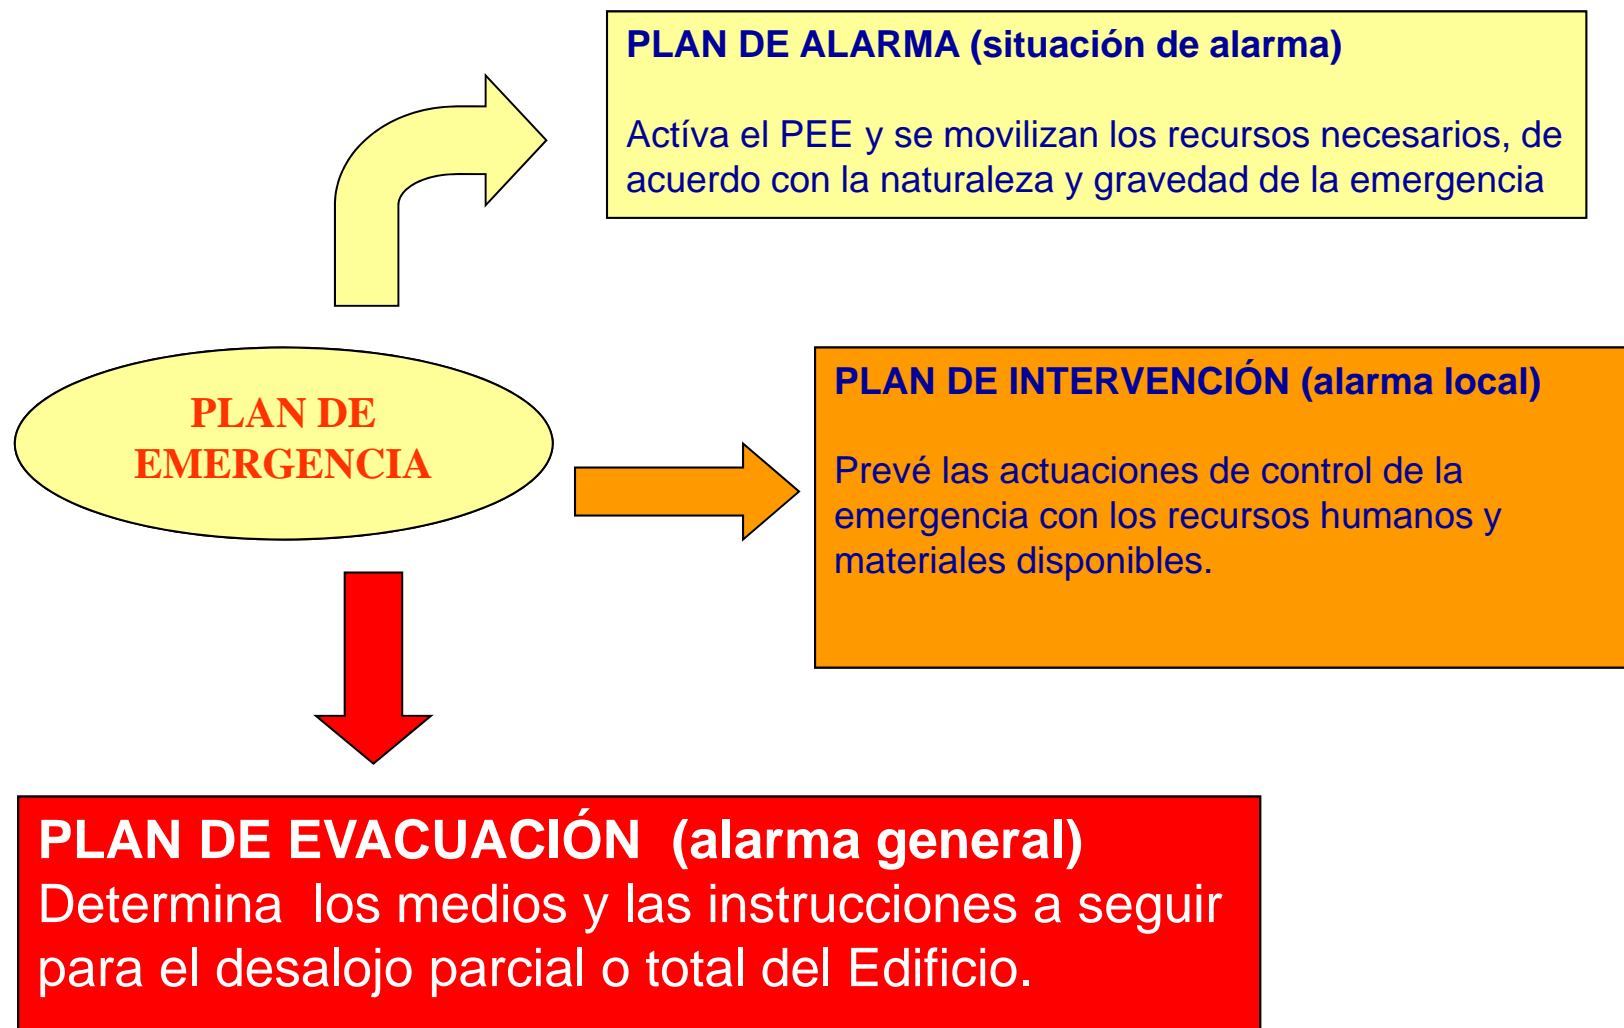 PLAN DE ALARMA (situación de alarma)
Actíva el PEE y se movilizan los recursos necesarios, de
acuerdo con la naturaleza y gravedad de la emergencia
PLAN DE
EMERGENCIA
PLAN DE INTERVENCIÓN (alarma local)
Prevé las actuaciones de control de la
emergencia con los recursos humanos y
materiales disponibles.
PLAN DE EVACUACIÓN  (alarma general)
Determina  los medios y las instrucciones a seguir
para el desalojo parcial o total del Edificio.